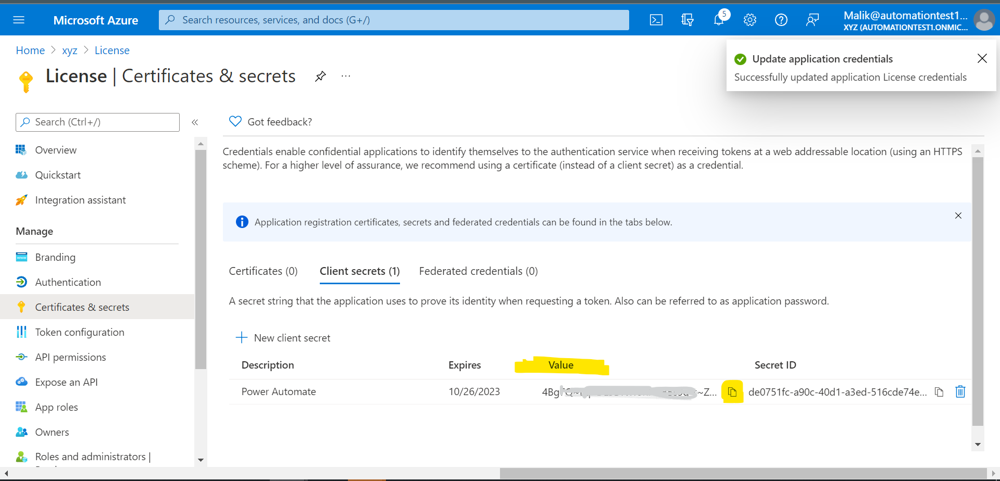 Microsoft Azure
Search resources, services, and docs (G+/)
5
Malik@automationtest1...
XYZ (AUTOMATIONTEST1.ONMIC...
Home > xyz > License
License | Certificates & secrets
...
Update application credentials
Successfully updated application License credentials
Search (Ctrl+/)
«
Overview
Quickstart
Integration assistant
Manage
Branding
Authentication
Certificates & secrets
Token configuration
API permissions
Expose an API
App roles
Owners
Roles and administrators |
Got feedback?
Credentials enable confidential applications to identify themselves to the authentication service when receiving tokens at a web addressable location (using an HTTPS
scheme). For a higher level of assurance, we recommend using a certificate (instead of a client secret) as a credential.
Application registration certificates, secrets and federated credentials can be found in the tabs below.
Certificates (0) Client secrets (1) Federated credentials (0)
A secret string that the application uses to prove its identity when requesting a token. Also can be referred to as application password.
New client secret
Description Expires Value Secret ID
Power Automate 10/26/2023 de0751fc-a90c-40d1-a3ed-516cde74e...